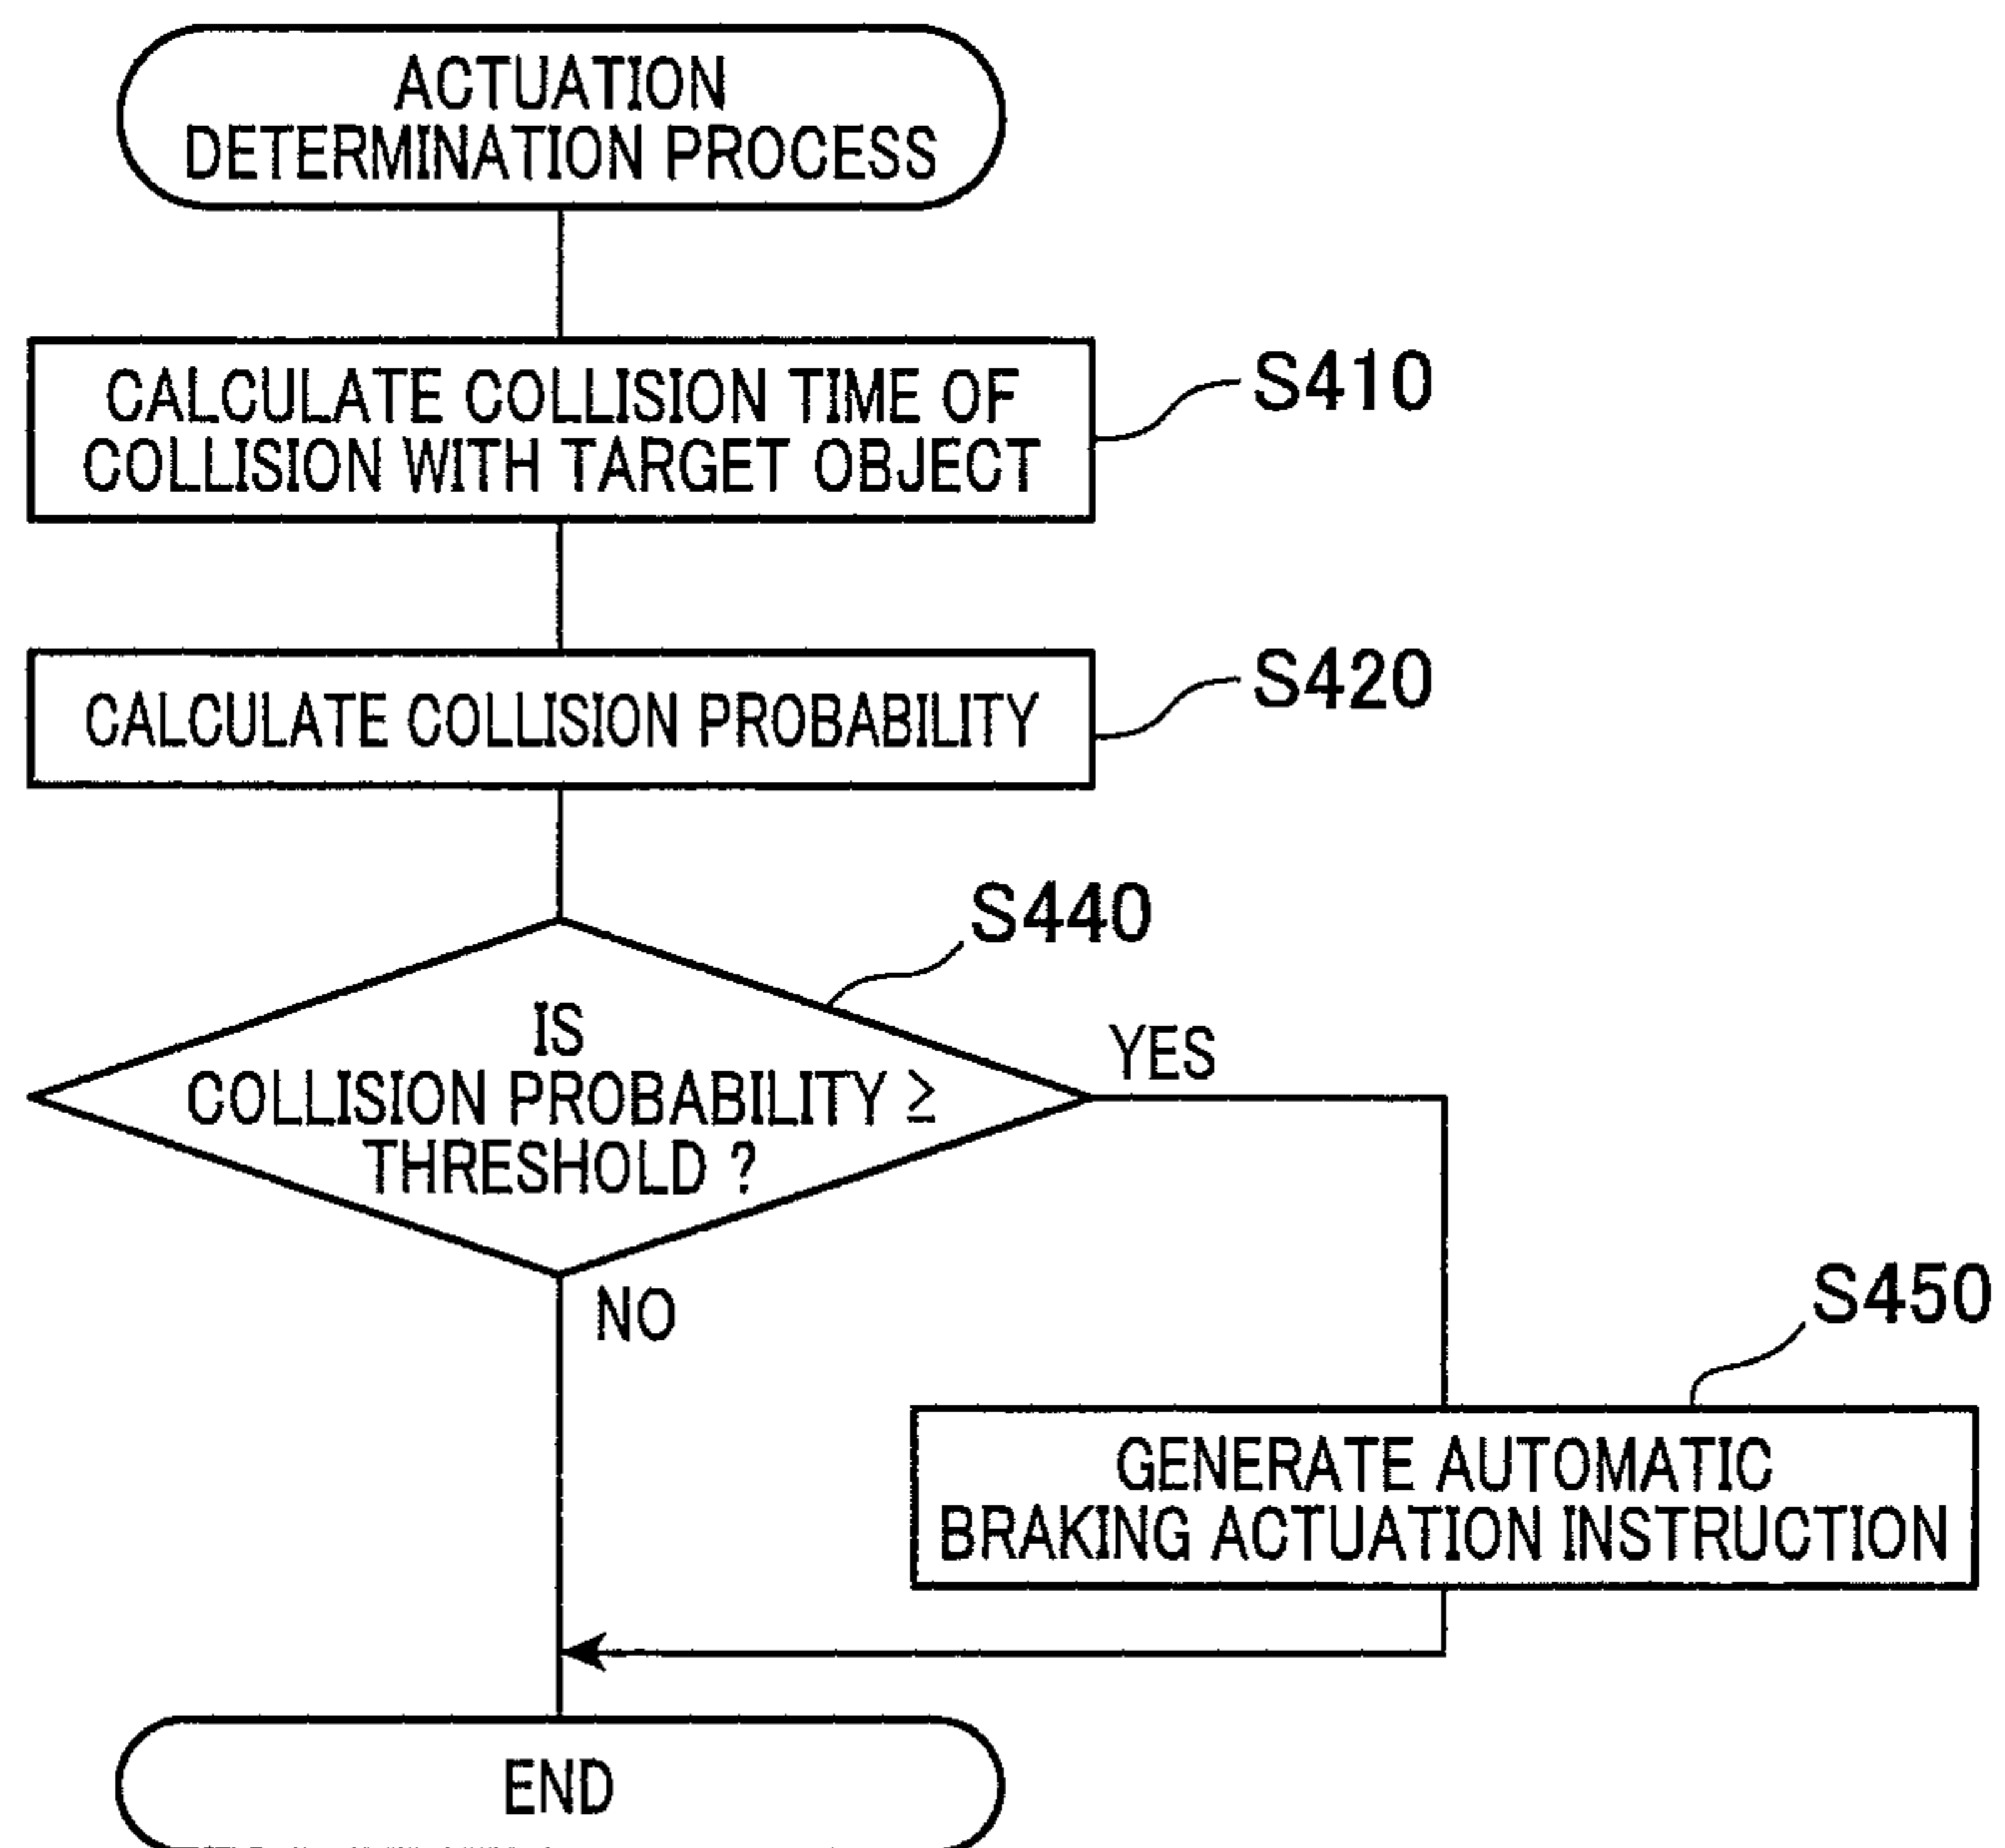 ACTUATION
DETERMINATION PROCESS
CALCULATE COLLISION TIME OF
COLLISION WITH TARGET OBJECT
S410
CALCULATE COLLISION PROBABILITY
S420
S440
IS
COLLISION PROBABILITY ≥
THRESHOLD ?
YES
NO
S450
GENERATE AUTOMATIC
BRAKING ACTUATION INSTRUCTION
END